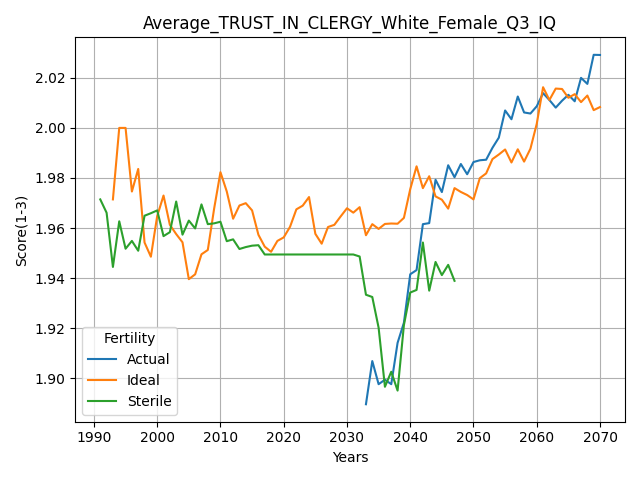 Average_TRUST_IN_CLERGY_White_Female_Q3_IQ
Score(1-3)
2.02
2.00
1.98
1.96
1.94
1.92
1.90
Fertility
Actual
Ideal
Sterile
1990 2000 2010 2020 2030 2040 2050 2060 2070
Years